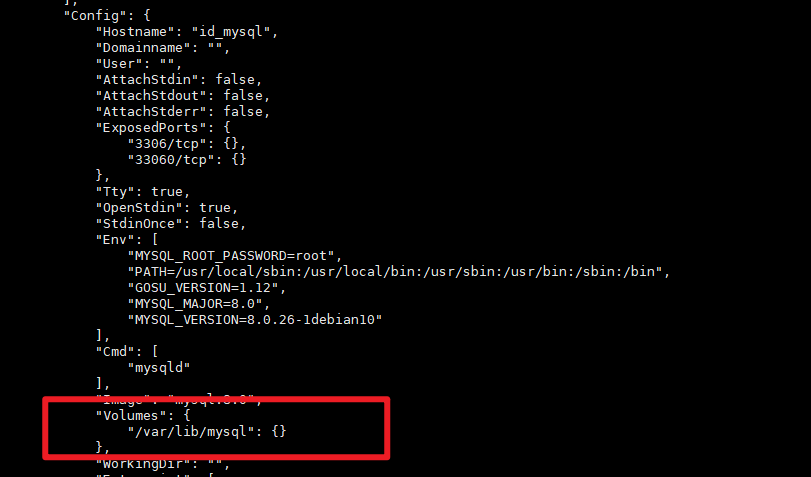 ],
"Config": {
"Hostname": "id_mysql",
"Domainname": "",
"User": "",
"AttachStdin": false,
"AttachStdout": false,
"AttachStderr": false,
"ExposedPorts": {
"3306/tcp": {},
"33060/tcp": {}
},
"Tty": true,
"OpenStdin": true,
"StdinOnce": false,
"Env": [
"MYSQL_ROOT_PASSWORD=root",
"PATH=/usr/local/sbin:/usr/local/bin:/usr/sbin:/usr/bin:/sbin:/bin",
"GOSU_VERSION=1.12",
"MYSQL_MAJOR=8.0",
"MYSQL_VERSION=8.0.26-1debian10"
],
"Cmd": [
"mysqld"
],
"Image": "mysql:8.0",
"Volumes": {
"/var/lib/mysql": {}
},
"WorkingDir": "",
"Entrypoint": [